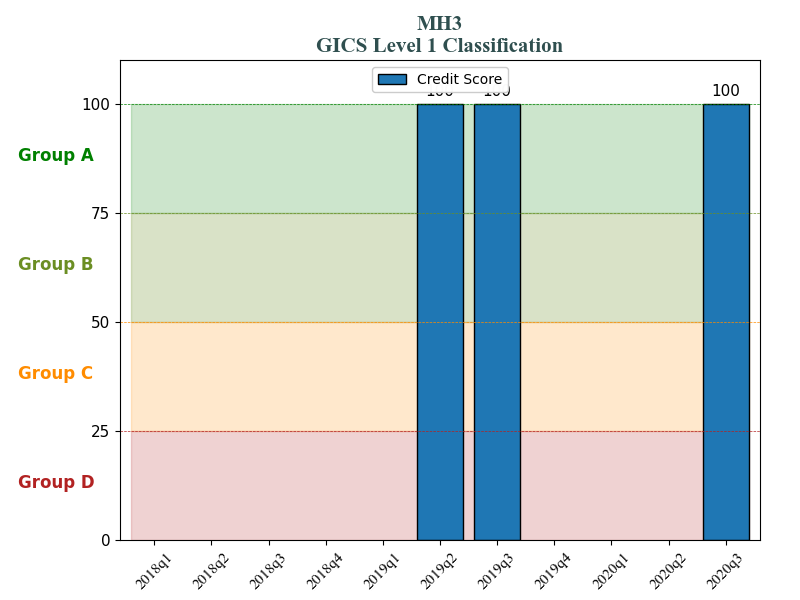 MH3
GICS Level 1 Classification
Credit Score
100 100 100
100
Group A
75
Group B
50
Group C
25
Group D
0
2018q1 2018q2 2018q3 2018q4 2019q1 2019q2 2019q3 2019q4 2020q1 2020q2 2020q3